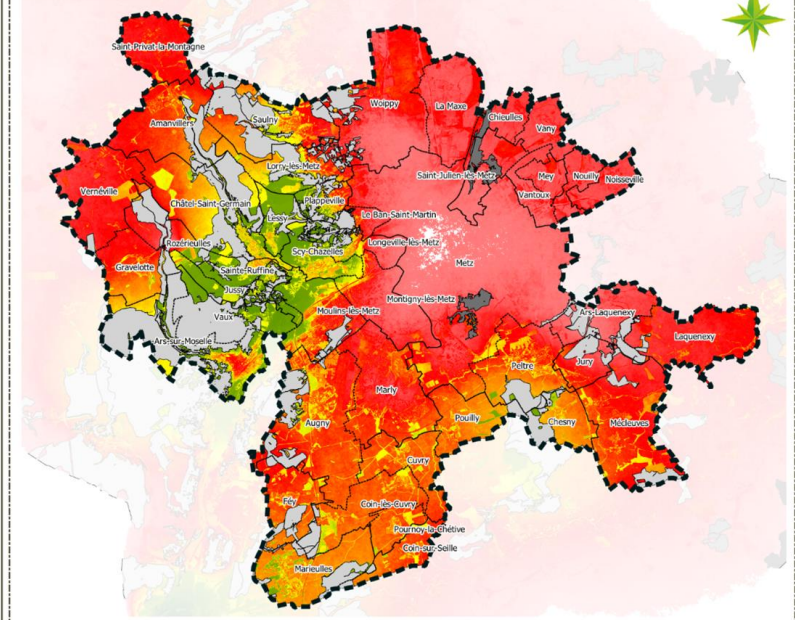 Saint-Privat-la-Montagne
Woippy
La Maxe
Amanvillers
Saulny
Chieulles
Vany
Lorry-lès-Metz
Saint-Julien-lès-Metz
Mey
Nouilly
Noisseville
Vernéville
Vantoux
Châtel-Saint-Germain
Plappeville
Lessy
Le Ban-Saint-Martin
Rozérieulles
Longeville-lès-Metz
Scy-Chazelles
Metz
Gravelotte
Sainte-Ruffine
Jussy
Montigny-lès-Metz
Vaux
Moulins-lès-Metz
Ars-Laquenexy
Ars-sur-Moselle
Laquenexy
Jury
Peltre
Marly
Augny
Pouilly
Chesny
Mécleuves
Cuvry
Féy
Coin-lès-Cuvry
Pournoy-la-Chétive
Coin-sur-Seille
Marieulles